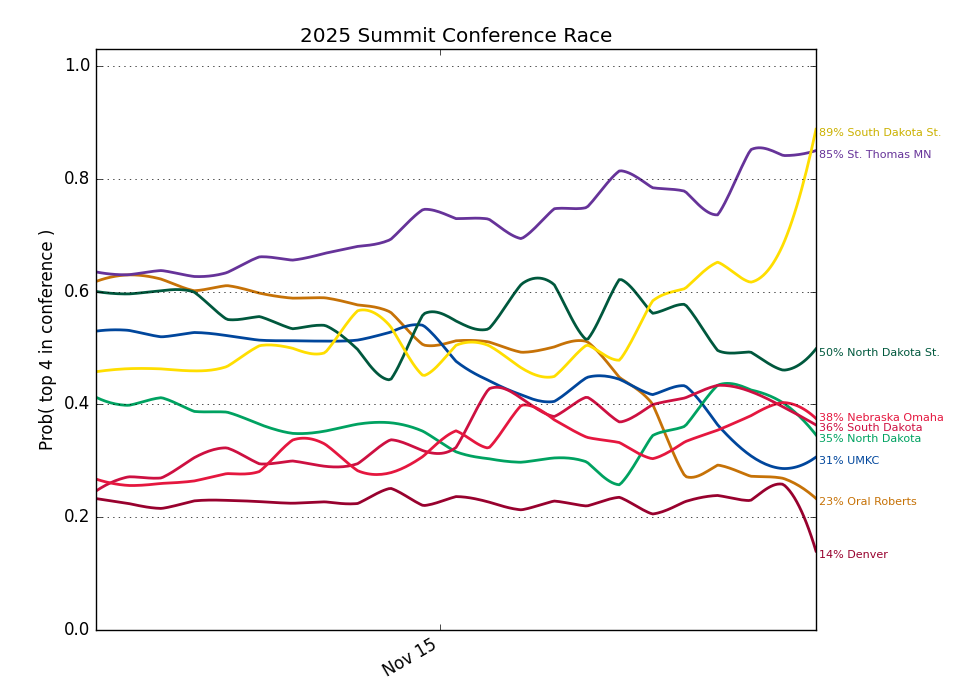 2025 Summit Conference Race
1.0
0.8
0.6
0.4
0.2
0.0
Prob( top 4 in conference )
Nov 15
89% South Dakota St.
85% St. Thomas MN
50% North Dakota St.
38% Nebraska Omaha
36% South Dakota
35% North Dakota
31% UMKC
23% Oral Roberts
14% Denver